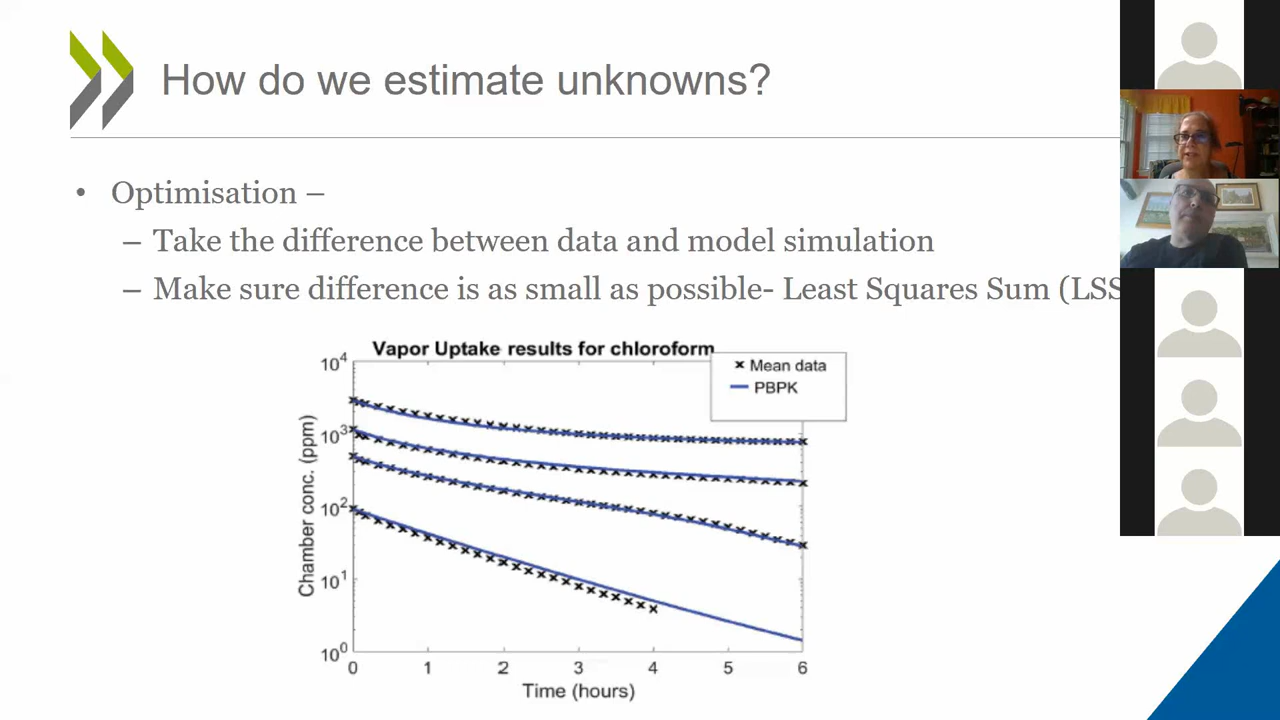 How do we estimate unknowns?
• Optimisation –
– Take the difference between data and model simulation
– Make sure difference is as small as possible- Least Squares Sum (LSS
Vapor Uptake results for chloroform
Mean data
PBPK
Chamber conc. (ppm)
10^4
10^3
10^2
10^1
10^0
0 1 2 3 4 5 6
Time (hours)